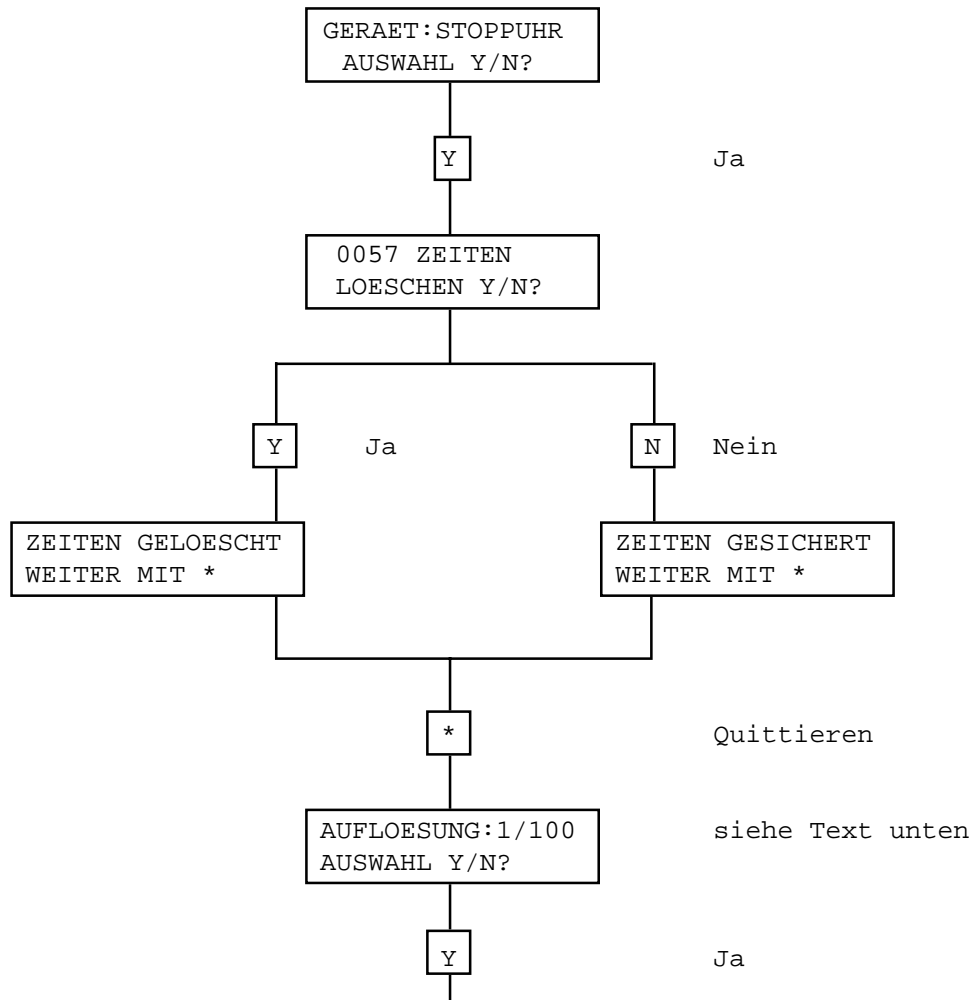 GERAET:STOPPUHR
AUSWAHL Y/N?
Y Ja
0057 ZEITEN
LOESCHEN Y/N?
Y Ja N Nein
ZEITEN GELOESCHT
WEITER MIT *
ZEITEN GESICHERT
WEITER MIT *
* Quittieren
AUFLOESUNG:1/100 siehe Text unten
AUSWAHL Y/N?
Y Ja